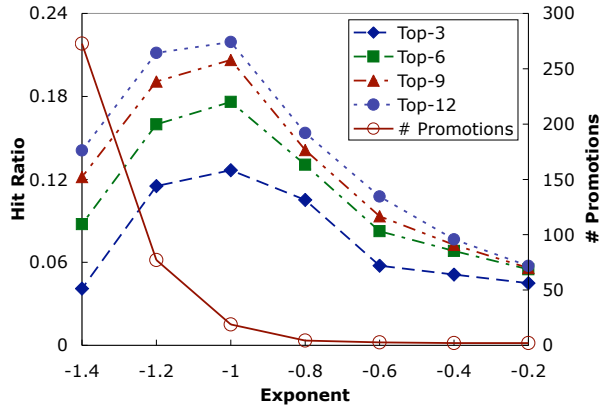 0.24
0.18
0.12
0.06
0
Hit Ratio
Top-3
Top-6
Top-9
Top-12
# Promotions
300
250
200
150
100
50
0
# Promotions
-1.4 -1.2 -1 -0.8 -0.6 -0.4 -0.2
Exponent